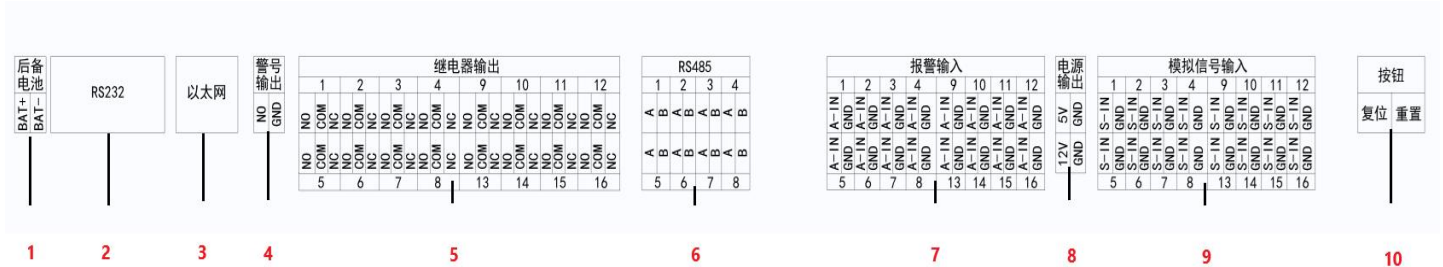 后备电池
BAT+ BAT-
RS232
以太网
警号输出
NO GND
继电器输出
1 2 3 4 9 10 11 12
NO COM NC NO COM NC NO COM NC NO COM NC NO COM NC NO COM NC NO COM NC NO COM NC
NO COM NC NO COM NC NO COM NC NO COM NC NO COM NC NO COM NC NO COM NC NO COM NC
5 6 7 8 13 14 15 16
RS485
1 2 3 4
A B A B A B A B
A B A B A B A B
5 6 7 8
报警输入
1 2 3 4 9 10 11 12
A-IN GND A-IN GND A-IN GND A-IN GND A-IN GND A-IN GND A-IN GND A-IN GND
A-IN GND A-IN GND 12V GND A-IN GND A-IN GND A-IN GND A-IN GND A-IN GND
5 6 7 8 13 14 15 16
电源输出
5V GND
12V GND
模拟信号输入
1 2 3 4 9 10 11 12
S-IN GND S-IN GND S-IN GND S-IN GND S-IN GND S-IN GND S-IN GND S-IN GND
S-IN GND S-IN GND S-IN GND S-IN GND S-IN GND S-IN GND S-IN GND S-IN GND
5 6 7 8 13 14 15 16
按钮
复位 重置
1 2 3 4 5 6 7 8 9 10